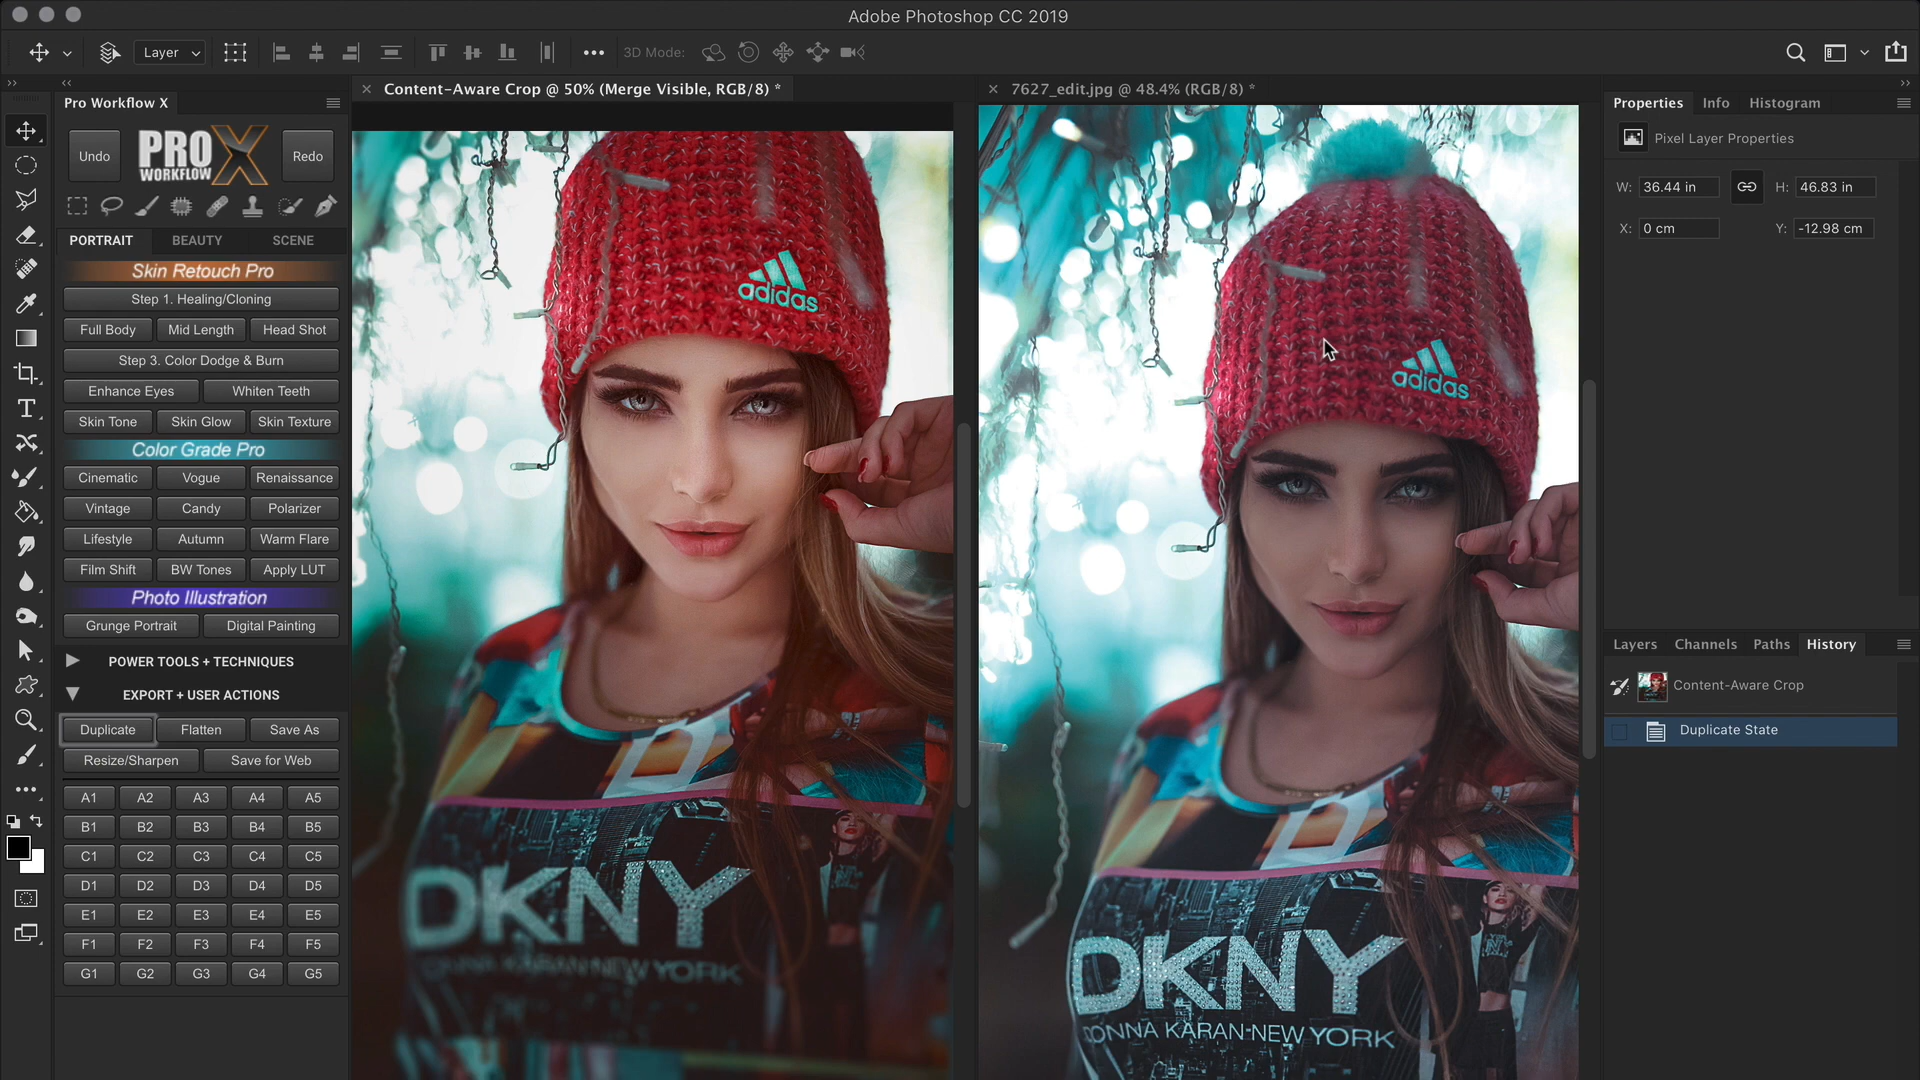 Adobe Photoshop CC 2019
Layer
3D Mode:
Pro Workflow X
Undo
PRO X
WORKFLOW
Redo
PORTRAIT
BEAUTY
SCENE
Skin Retouch Pro
Step 1. Healing/Cloning
Full Body
Mid Length
Head Shot
Step 3. Color Dodge & Burn
Enhance Eyes
Whiten Teeth
Skin Tone
Skin Glow
Skin Texture
Color Grade Pro
Cinematic
Vogue
Renaissance
Vintage
Candy
Polarizer
Lifestyle
Autumn
Warm Flare
Film Shift
BW Tones
Apply LUT
Photo Illustration
Grunge Portrait
Digital Painting
POWER TOOLS + TECHNIQUES
EXPORT + USER ACTIONS
Duplicate
Flatten
Save As
Resize/Sharpen
Save for Web
A1 A2 A3 A4 A5
B1 B2 B3 B4 B5
C1 C2 C3 C4 C5
D1 D2 D3 D4 D5
E1 E2 E3 E4 E5
F1 F2 F3 F4 F5
G1 G2 G3 G4 G5
Content-Aware Crop @ 50% (Merge Visible, RGB/8) *
adidas
DKNY
DONNA KARAN NEW YORK
7627_edit.jpg @ 48.4% (RGB/8) *
adidas
DKNY
DONNA KARAN NEW YORK
Properties
Info
Histogram
Pixel Layer Properties
W: 36.44 in
H: 46.83 in
X: 0 cm
Y: -12.98 cm
Layers
Channels
Paths
History
Content-Aware Crop
Duplicate State